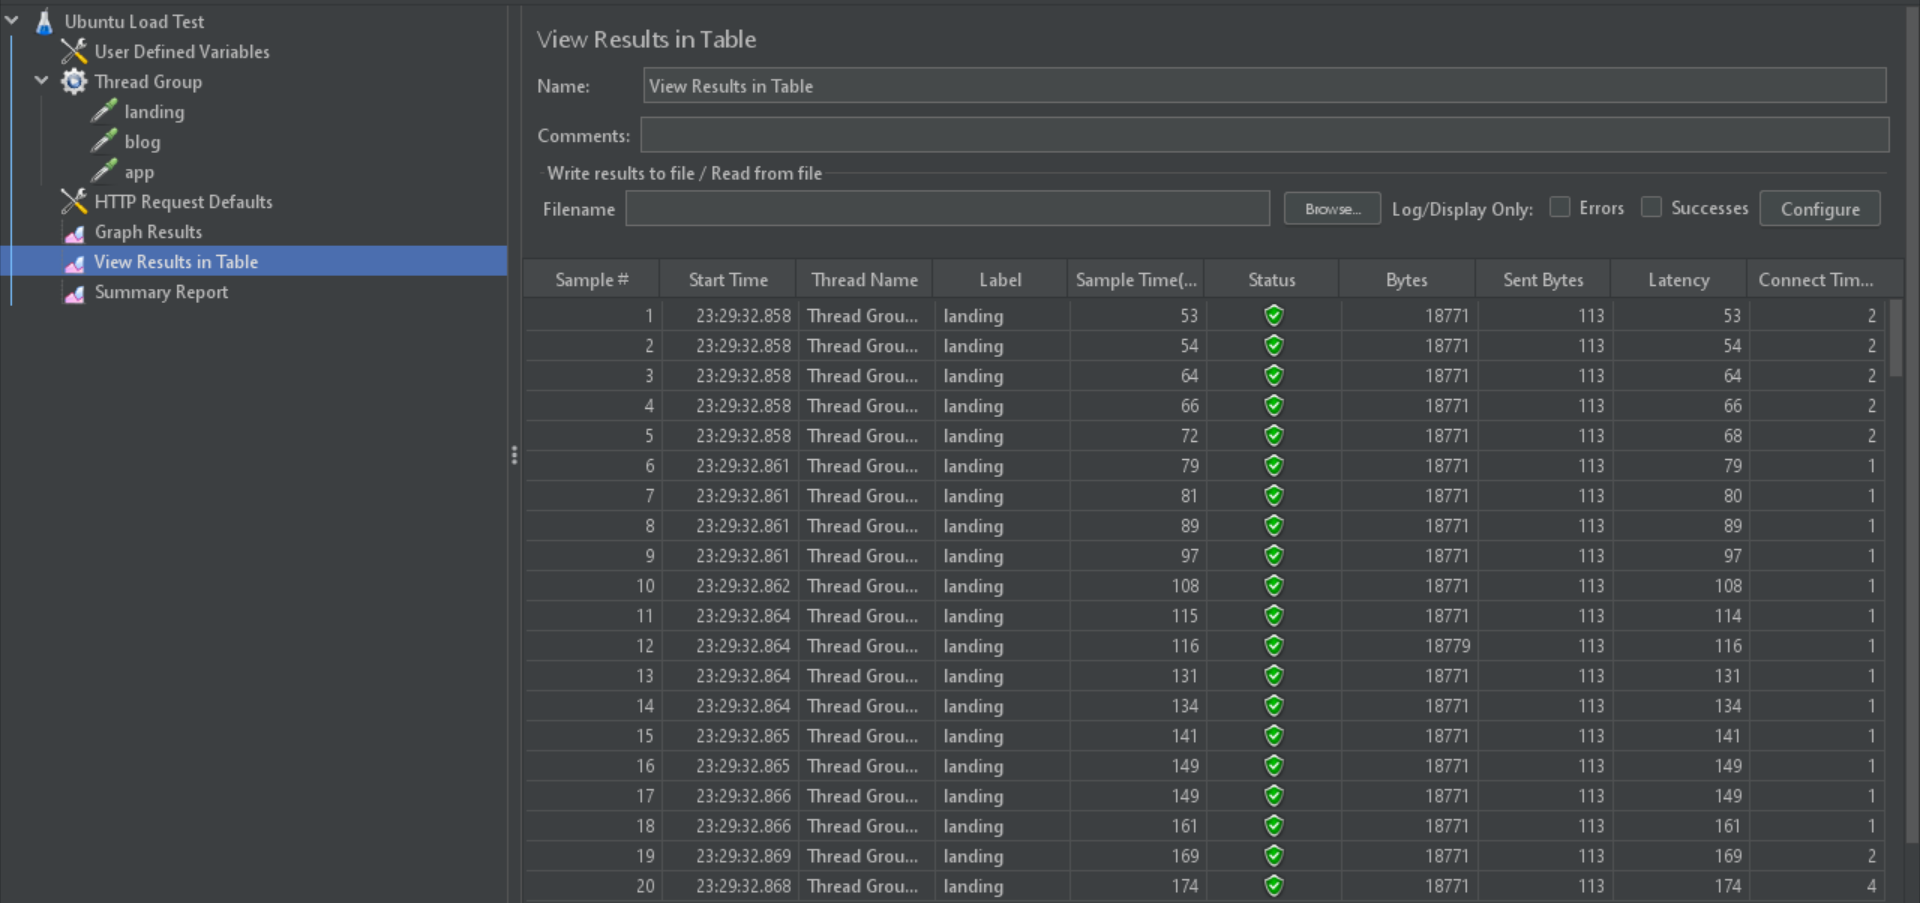 Ubuntu Load Test
User Defined Variables
Thread Group
landing
blog
app
HTTP Request Defaults
Graph Results
View Results in Table
Summary Report
View Results in Table
Name: View Results in Table
Comments:
Write results to file / Read from file
Filename Browse... Log/Display Only: Errors Successes Configure
Sample # Start Time Thread Name Label Sample Time(... Status Bytes Sent Bytes Latency Connect Tim...
1 23:29:32.858 Thread Grou... landing 53 18771 113 53 2
2 23:29:32.858 Thread Grou... landing 54 18771 113 54 2
3 23:29:32.858 Thread Grou... landing 64 18771 113 64 2
4 23:29:32.858 Thread Grou... landing 66 18771 113 66 2
5 23:29:32.858 Thread Grou... landing 72 18771 113 68 2
6 23:29:32.861 Thread Grou... landing 79 18771 113 79 1
7 23:29:32.861 Thread Grou... landing 81 18771 113 80 1
8 23:29:32.861 Thread Grou... landing 89 18771 113 89 1
9 23:29:32.861 Thread Grou... landing 97 18771 113 97 1
10 23:29:32.862 Thread Grou... landing 108 18771 113 108 1
11 23:29:32.864 Thread Grou... landing 115 18771 113 114 1
12 23:29:32.864 Thread Grou... landing 116 18779 113 116 1
13 23:29:32.864 Thread Grou... landing 131 18771 113 131 1
14 23:29:32.864 Thread Grou... landing 134 18771 113 134 1
15 23:29:32.865 Thread Grou... landing 141 18771 113 141 1
16 23:29:32.865 Thread Grou... landing 149 18771 113 149 1
17 23:29:32.866 Thread Grou... landing 149 18771 113 149 1
18 23:29:32.866 Thread Grou... landing 161 18771 113 161 1
19 23:29:32.869 Thread Grou... landing 169 18771 113 169 2
20 23:29:32.868 Thread Grou... landing 174 18771 113 174 4